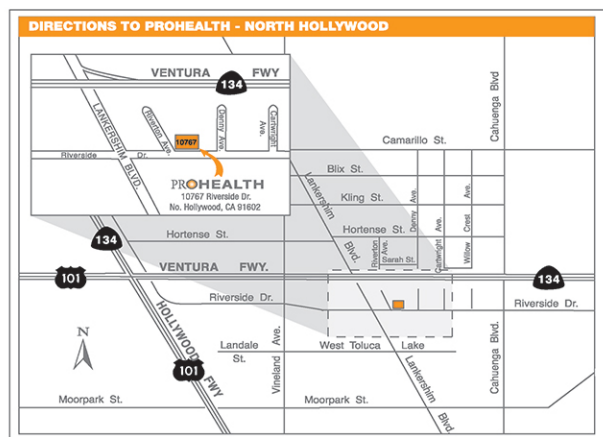 DIRECTIONS TO PROHEALTH - NORTH HOLLYWOOD
VENTURA FWY
134
LANKERSHIM BLVD.
Riverton Ave.
Denny Ave.
Cartwright Ave.
10767
Riverside Dr.
PROHEALTH
10767 Riverside Dr.
No. Hollywood, CA 91602
Cahuenga Blvd
Camarillo St.
Blix St.
Lankershim Blvd.
Kling St.
Denny Ave.
Cartwright Ave.
Willow Crest Ave.
Hortense St.
Hortense St.
Riverton Ave.
Sarah St.
134
101
VENTURA FWY.
134
Riverside Dr.
Riverside Dr.
N
HOLLYWOOD FWY
101
Landale St.
Vineland Ave.
West Toluca Lake
Lankershim Blvd.
Cahuenga Blvd.
Moorpark St.
Moorpark St.